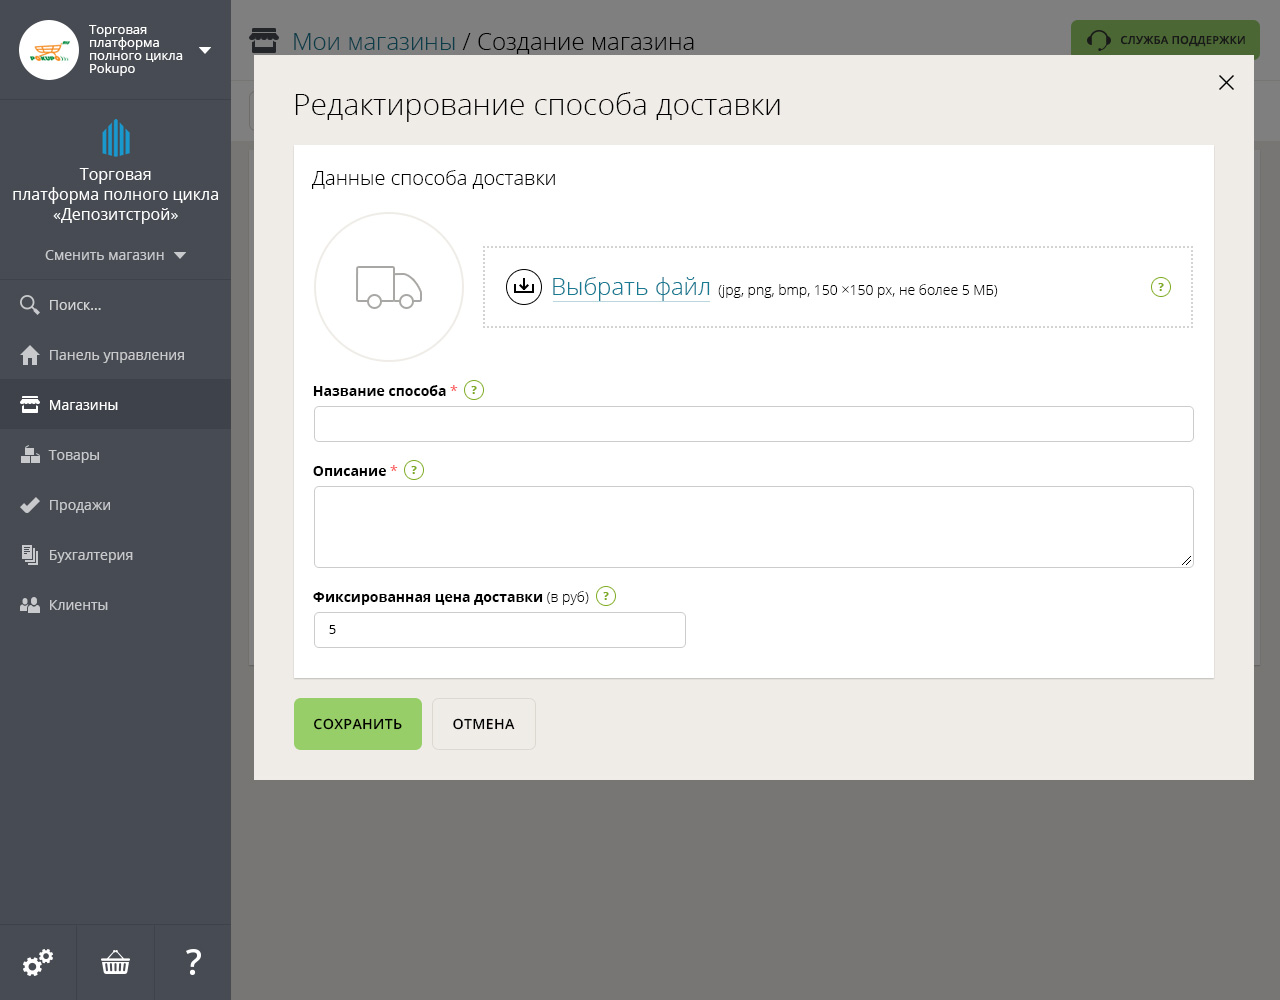 Торговая
платформа
полного цикла
Pokupo
POKUPO
Торговая
платформа полного цикла
«Депозитстрой»
Сменить магазин
Поиск...
Панель управления
Магазины
Товары
Продажи
Бухгалтерия
Клиенты
?
Мои магазины / Создание магазина
СЛУЖБА ПОДДЕРЖКИ
Редактирование способа доставки
Данные способа доставки
Выбрать файл (jpg, png, bmp, 150 ×150 px, не более 5 МБ) ?
Название способа * ?
Описание * ?
Фиксированная цена доставки (в руб) ?
5
СОХРАНИТЬ ОТМЕНА